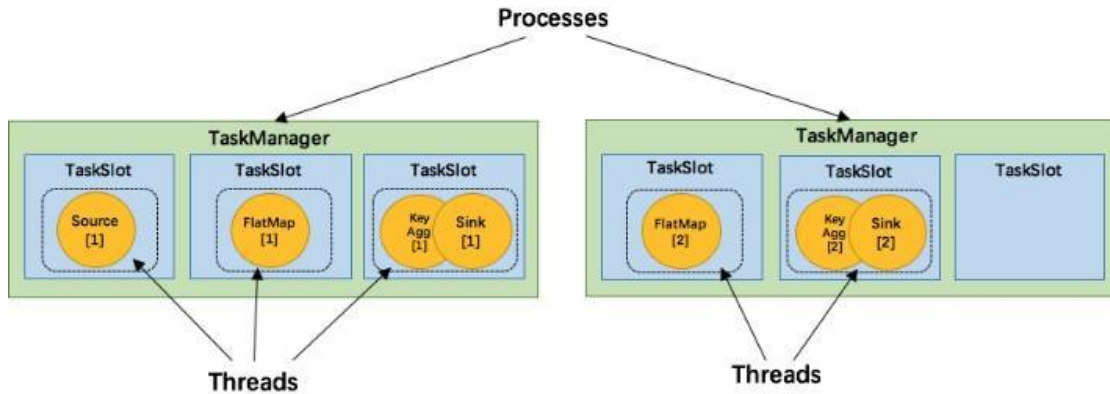 Processes
TaskManager
TaskSlot
Source
[1]
TaskSlot
FlatMap
[1]
TaskSlot
Key
Agg
[1]
Sink
[1]
TaskManager
TaskSlot
FlatMap
[2]
TaskSlot
Key
Agg
[2]
Sink
[2]
TaskSlot
Threads
Threads